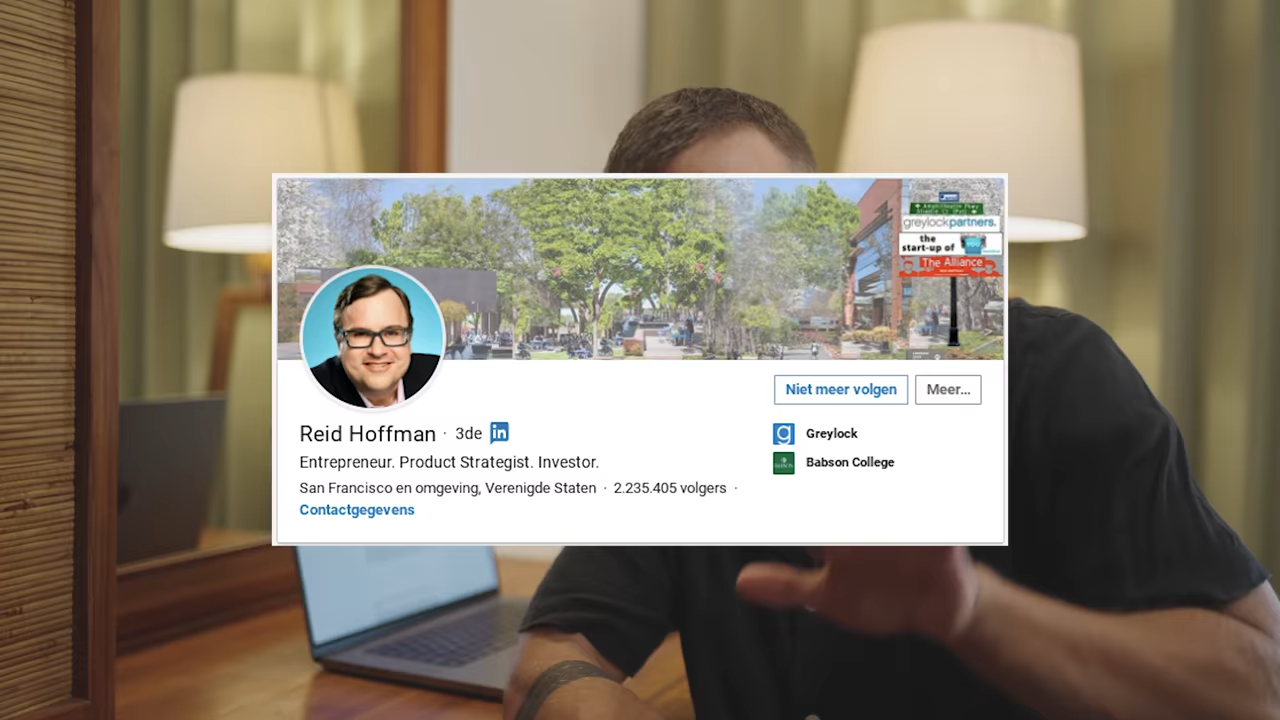 greylockpartners.
the
start-up of
YOU
The Alliance
Niet meer volgen
Meer...
Reid Hoffman · 3de in
Greylock
Entrepreneur. Product Strategist. Investor.
Babson College
San Francisco en omgeving, Verenigde Staten · 2.235.405 volgers ·
Contactgegevens